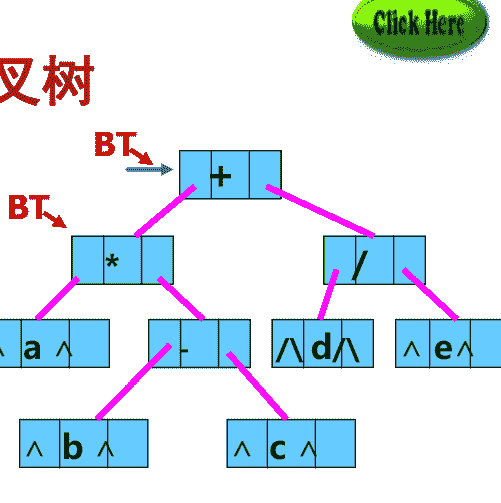 Click Here
叉树
BT
+
BT
*
/
^ a ^
-
/\ d /\
^ e ^
^ b ^
^ c ^